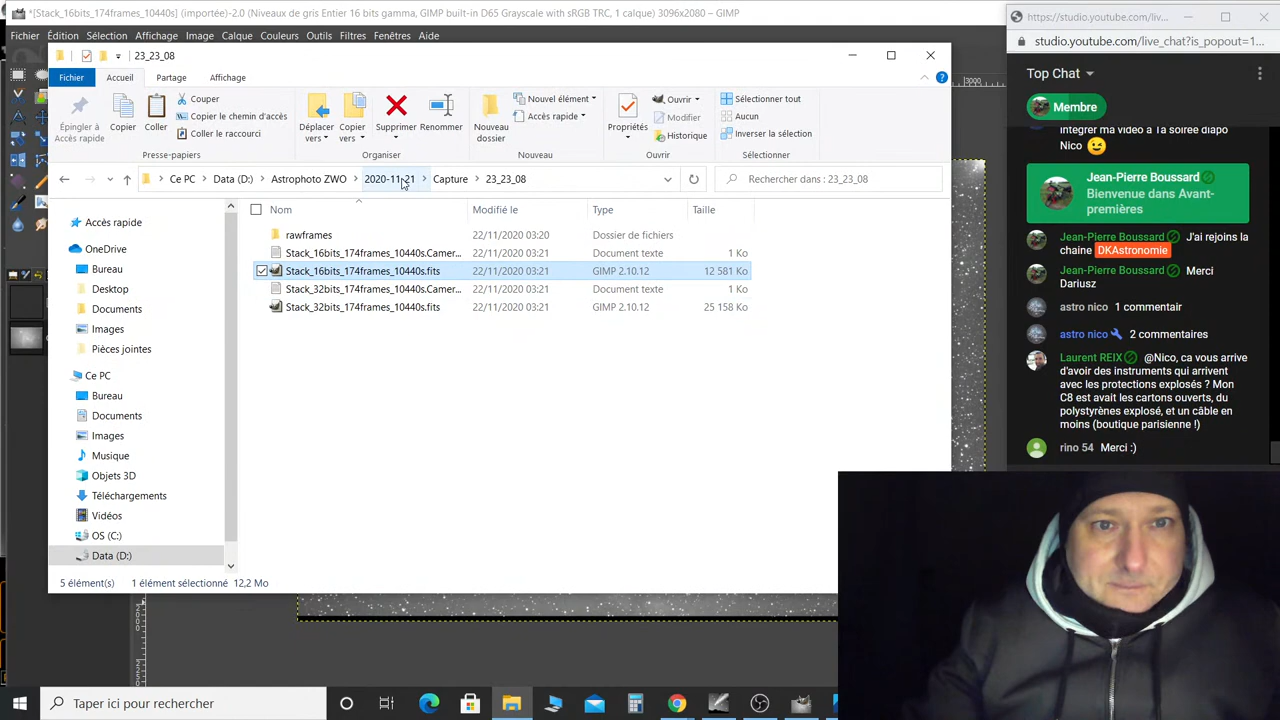 *[Stack_16bits_174frames_10440s] (importée)-2.0 (Niveaux de gris Entier 16 bits gamma, GIMP built-in D65 Grayscale with sRGB TRC, 1 calque) 3096x2080 – GIMP
Fichier Édition Sélection Affichage Image Calque Couleurs Outils Filtres Fenêtres Aide
23_23_08
Fichier Accueil Partage Affichage
Épingler à
Accès rapide
Copier
Coller
Couper
Copier le chemin d'accès
Coller le raccourci
Presse-papiers
Déplacer
vers
Copier
vers
Supprimer
Renommer
Organiser
Nouveau
dossier
Nouvel élément
Accès rapide
Nouveau
Propriétés
Ouvrir
Modifier
Historique
Ouvrir
Sélectionner tout
Aucun
Inverser la sélection
Sélectionner
Ce PC Data (D:) Astrophoto ZWO 2020-11-21 Capture 23_23_08
Rechercher dans : 23_23_08
Accès rapide
OneDrive
Bureau
Desktop
Documents
Images
Pièces jointes
Ce PC
Bureau
Documents
Images
Musique
Objets 3D
Téléchargements
Vidéos
OS (C:)
Data (D:)
Nom Modifié le Type Taille
rawframes 22/11/2020 03:20 Dossier de fichiers
Stack_16bits_174frames_10440s.Camer... 22/11/2020 03:21 Document texte 1 Ko
Stack_16bits_174frames_10440s.fits 22/11/2020 03:21 GIMP 2.10.12 12 581 Ko
Stack_32bits_174frames_10440s.Camer... 22/11/2020 03:21 Document texte 1 Ko
Stack_32bits_174frames_10440s.fits 22/11/2020 03:21 GIMP 2.10.12 25 158 Ko
5 élément(s) 1 élément sélectionné 12,2 Mo
3000
2000
https://studio.youtube.com/liv...
studio.youtube.com/live_chat?is_popout=1...
Top Chat
Membre
intégrer ma vidéo à la soirée diapo
Nico
Jean-Pierre Boussard
Bienvenue dans Avant-
premières
Jean-Pierre Boussard J'ai rejoins la
chaine DKAstronomie
Jean-Pierre Boussard Merci
Dariusz
astro nico 1 commentair
astro nico 2 commentaires
Laurent REIX @Nico, ca vous arrive
d'avoir des instruments qui arrivent
avec les protections explosés ? Mon
C8 est avait les cartons ouverts, du
polystyrènes explosé, et un câble en
moins (boutique parisienne !)
rino 54 Merci :)
Taper ici pour rechercher